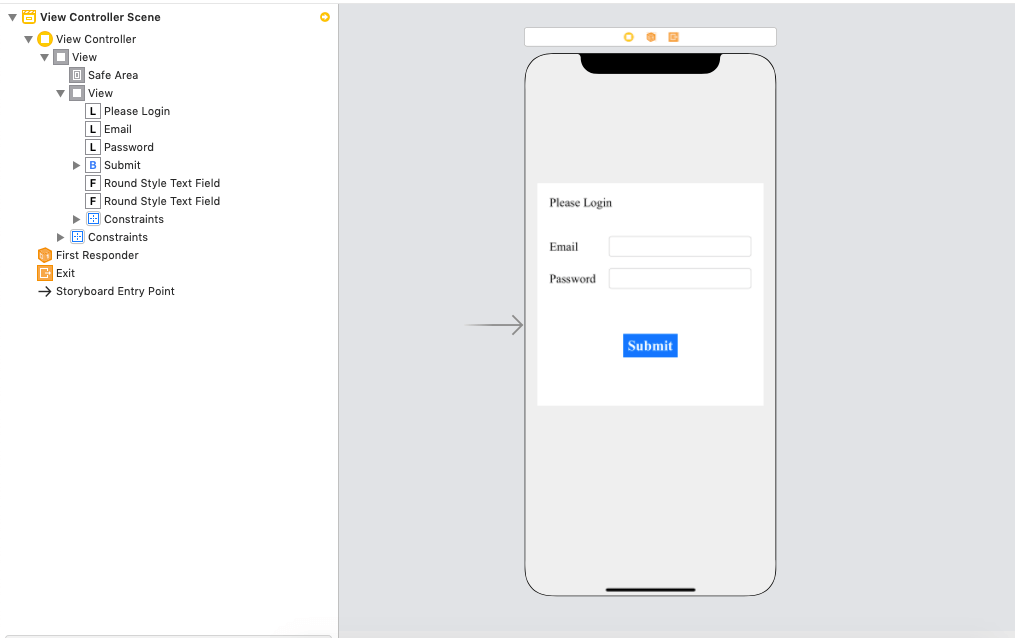 View Controller Scene
View Controller
View
Safe Area
View
L Please Login
L Email
L Password
B Submit
F Round Style Text Field
F Round Style Text Field
Constraints
Constraints
First Responder
Exit
Storyboard Entry Point
Please Login
Email
Password
Submit